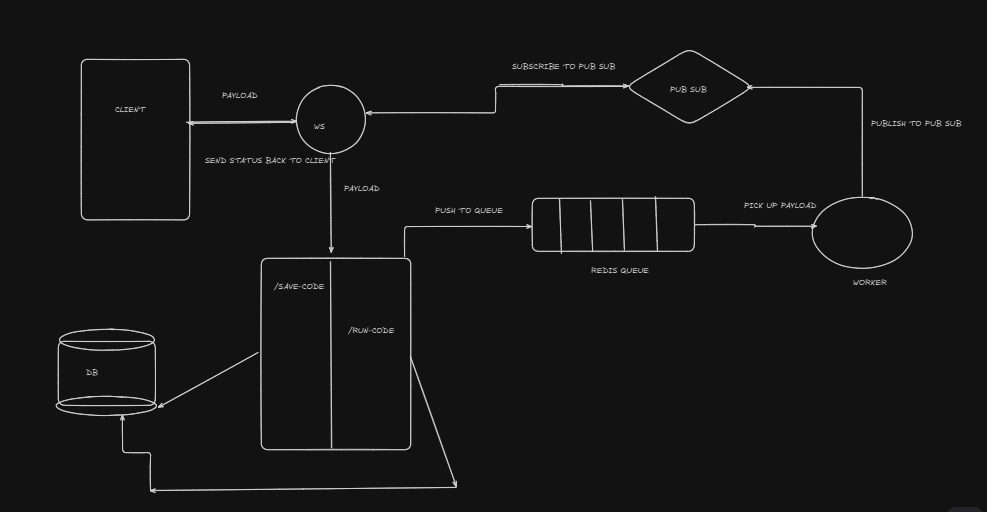 SUBSCRIBE TO PUB SUB
PUB SUB
PAYLOAD
CLIENT
WS
PUBLISH TO PUB SUB
SEND STATUS BACK TO CLIENT
PAYLOAD
PUSH TO QUEUE
PICK UP PAYLOAD
REDIS QUEUE
WORKER
/SAVE-CODE
/RUN-CODE
DB